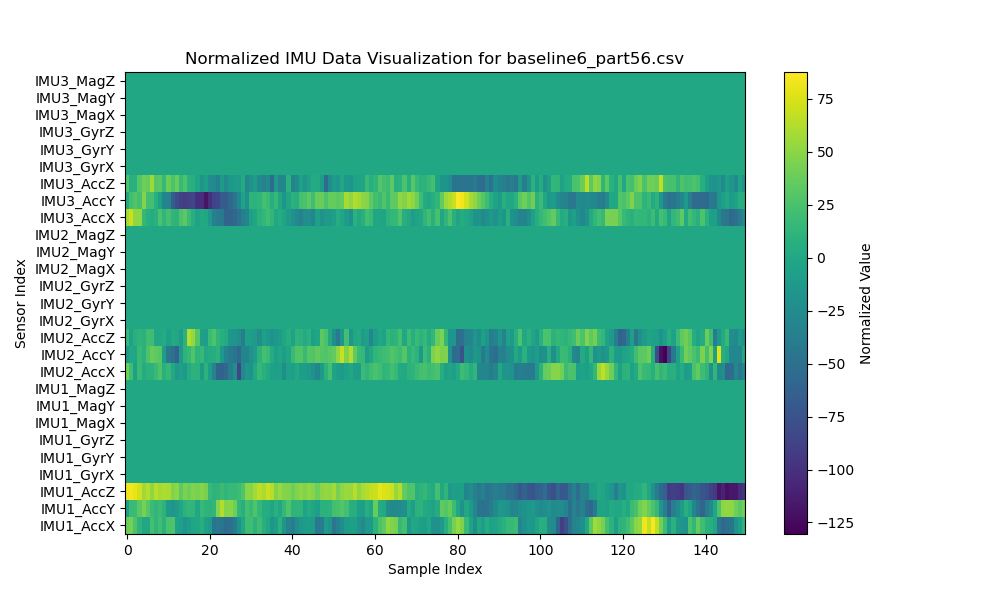 Normalized IMU Data Visualization for baseline6_part56.csv
IMU3_MagZ
IMU3_MagY
IMU3_MagX
IMU3_GyrZ
IMU3_GyrY
IMU3_GyrX
IMU3_AccZ
IMU3_AccY
IMU3_AccX
IMU2_MagZ
IMU2_MagY
IMU2_MagX
IMU2_GyrZ
IMU2_GyrY
IMU2_GyrX
IMU2_AccZ
IMU2_AccY
IMU2_AccX
IMU1_MagZ
IMU1_MagY
IMU1_MagX
IMU1_GyrZ
IMU1_GyrY
IMU1_GyrX
IMU1_AccZ
IMU1_AccY
IMU1_AccX
Sensor Index
0 20 40 60 80 100 120 140
Sample Index
75
50
25
0
−25
−50
−75
−100
−125
Normalized Value